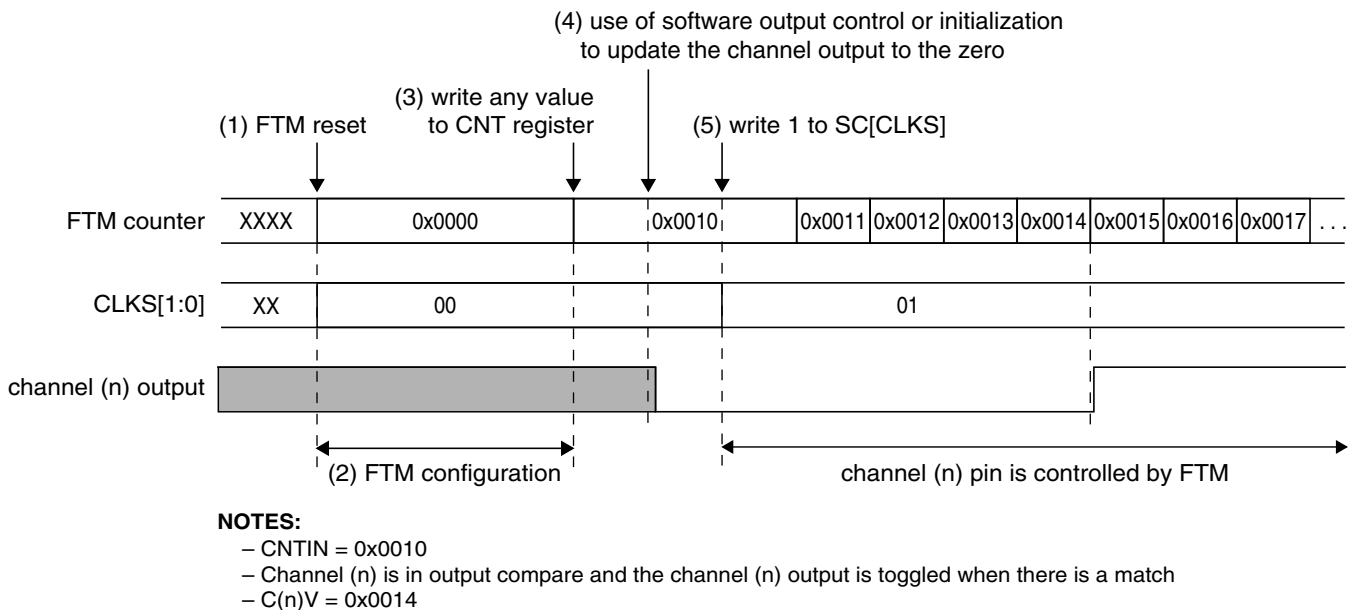 (4) use of software output control or initialization
to update the channel output to the zero
(3) write any value
to CNT register
(1) FTM reset
(5) write 1 to SC[CLKS]
FTM counter XXXX 0x0000 0x0010 0x0011 0x0012 0x0013 0x0014 0x0015 0x0016 0x0017 . . .
CLKS[1:0] XX 00 01
channel (n) output
(2) FTM configuration
channel (n) pin is controlled by FTM
NOTES:
– CNTIN = 0x0010
– Channel (n) is in output compare and the channel (n) output is toggled when there is a match
– C(n)V = 0x0014